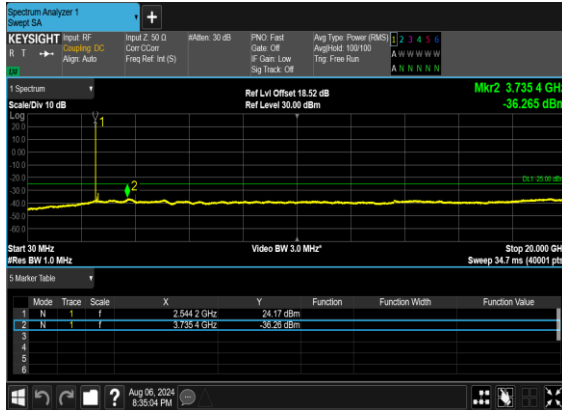 Spectrum Analyzer 1
Swept SA
+
KEYSIGHT
R T
Input: RF
Coupling: DC
Align: Auto
Input Z: 50 Ω
Corr CCorr
Freq Ref: Int (S)
#Atten: 30 dB
PNO: Fast
Gate: Off
IF Gain: Low
Sig Track: Off
Avg Type: Power (RMS)
Avg|Hold: 100/100
Trig: Free Run
1 2 3 4 5 6
A W W W W W
A N N N N N
1 Spectrum
Scale/Div 10 dB
Ref Lvl Offset 18.52 dB
Ref Level 30.00 dBm
Mkr2 3.735 4 GHz
-36.265 dBm
Log
20.0
10.0
0.00
-10.0
-20.0
-30.0
-40.0
-50.0
-60.0
1
2
DL1 -25.00 dBm
Start 30 MHz
#Res BW 1.0 MHz
Video BW 3.0 MHz*
Stop 20.000 GH
Sweep 34.7 ms (40001 pts
5 Marker Table
Mode Trace Scale X Y Function Function Width Function Value
1 N 1 f 2.544 2 GHz 24.17 dBm
2 N 1 f 3.735 4 GHz -36.26 dBm
3
4
5
6
?
Aug 06, 2024
8:35:04 PM